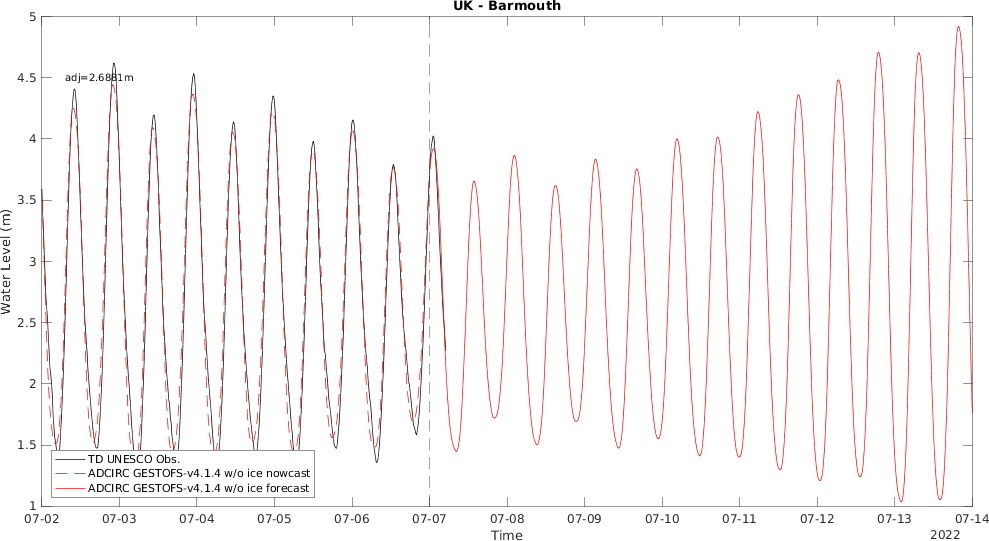 UK - Barmouth
5
4.5
4
3.5
3
2.5
2
1.5
1
Water Level (m)
adj=2.6881m
TD UNESCO Obs.
ADCIRC GESTOFS-v4.1.4 w/o ice nowcast
ADCIRC GESTOFS-v4.1.4 w/o ice forecast
07-02 07-03 07-04 07-05 07-06 07-07 07-08 07-09 07-10 07-11 07-12 07-13 07-14
Time
2022